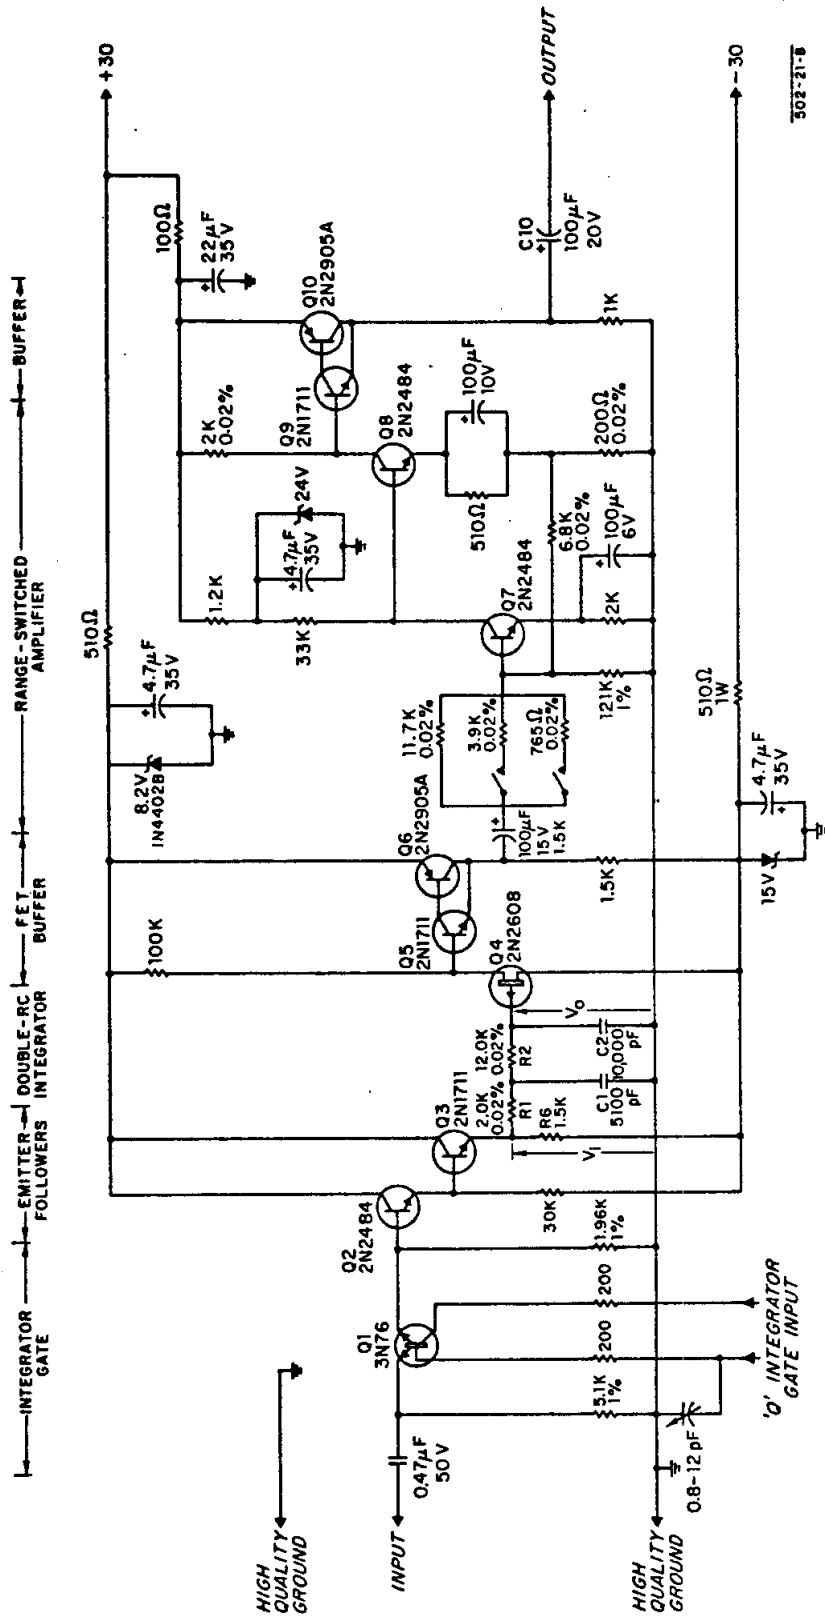 INTEGRATOR
GATE
EMITTER
FOLLOWERS
DOUBLE-RC
INTEGRATOR
FET
BUFFER
RANGE-SWITCHED
AMPLIFIER
BUFFER
+30
510Ω
100Ω
22µF
35V
+
8.2V
1N4402B
+
4.7µF
35V
HIGH
QUALITY
GROUND
INPUT
0.47µF
50V
Q1
3N76
5.1K
1%
200
200
0.8-12 pF
'Q' INTEGRATOR
GATE INPUT
HIGH
QUALITY
GROUND
Q2
2N2484
1.96K
1%
30K
Q3
2N1711
2.0K
0.02%
R1
R6
1.5K
V1
12.0K
0.02%
R2
C1
5100
pF
C2
10,000
pF
Vo
100K
Q4
2N2608
Q5
2N1711
Q6
2N2905A
1.5K
+
100µF
15V
1.5K
11.7K
0.02%
3.9K
0.02%
765Ω
0.02%
15V
+
4.7µF
35V
510Ω
1W
121K
1%
Q7
2N2484
2K
+
100µF
6V
6.8K
0.02%
33K
1.2K
+
4.7µF
35V
24V
2K
0.02%
Q8
2N2484
510Ω
+
100µF
10V
200Ω
0.02%
Q9
2N1711
Q10
2N2905A
1K
C10
+
100µF
20V
OUTPUT
-30
502-21-B